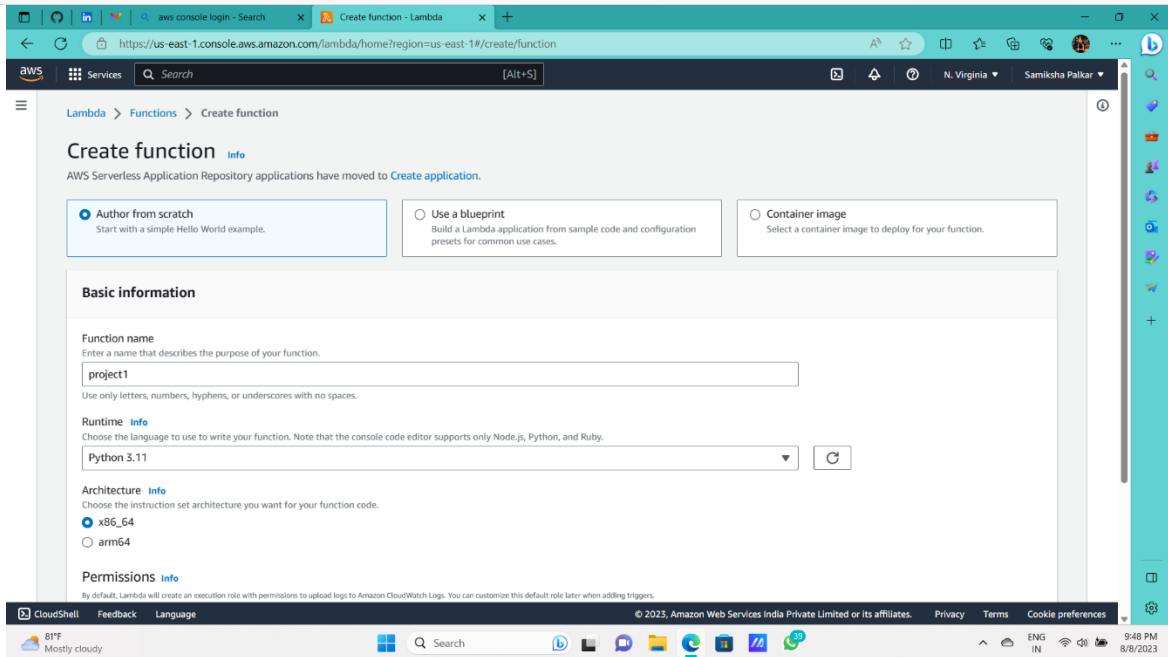 aws console login - Search
Create function - Lambda
https://us-east-1.console.aws.amazon.com/lambda/home?region=us-east-1#/create/function
aws
Services
Search
[Alt+S]
N. Virginia
Samiksha Palkar
Lambda > Functions > Create function
Create function Info
AWS Serverless Application Repository applications have moved to Create application.
Author from scratch
Start with a simple Hello World example.
Use a blueprint
Build a Lambda application from sample code and configuration
presets for common use cases.
Container image
Select a container image to deploy for your function.
Basic information
Function name
Enter a name that describes the purpose of your function.
project1
Use only letters, numbers, hyphens, or underscores with no spaces.
Runtime Info
Choose the language to use to write your function. Note that the console code editor supports only Node.js, Python, and Ruby.
Python 3.11
Architecture Info
Choose the instruction set architecture you want for your function code.
x86_64
arm64
Permissions Info
By default, Lambda will create an execution role with permissions to upload logs to Amazon CloudWatch Logs. You can customize this default role later when adding triggers.
CloudShell Feedback Language
© 2023, Amazon Web Services India Private Limited or its affiliates. Privacy Terms Cookie preferences
81°F
Mostly cloudy
Search
39
ENG
IN
9:48 PM
8/8/2023